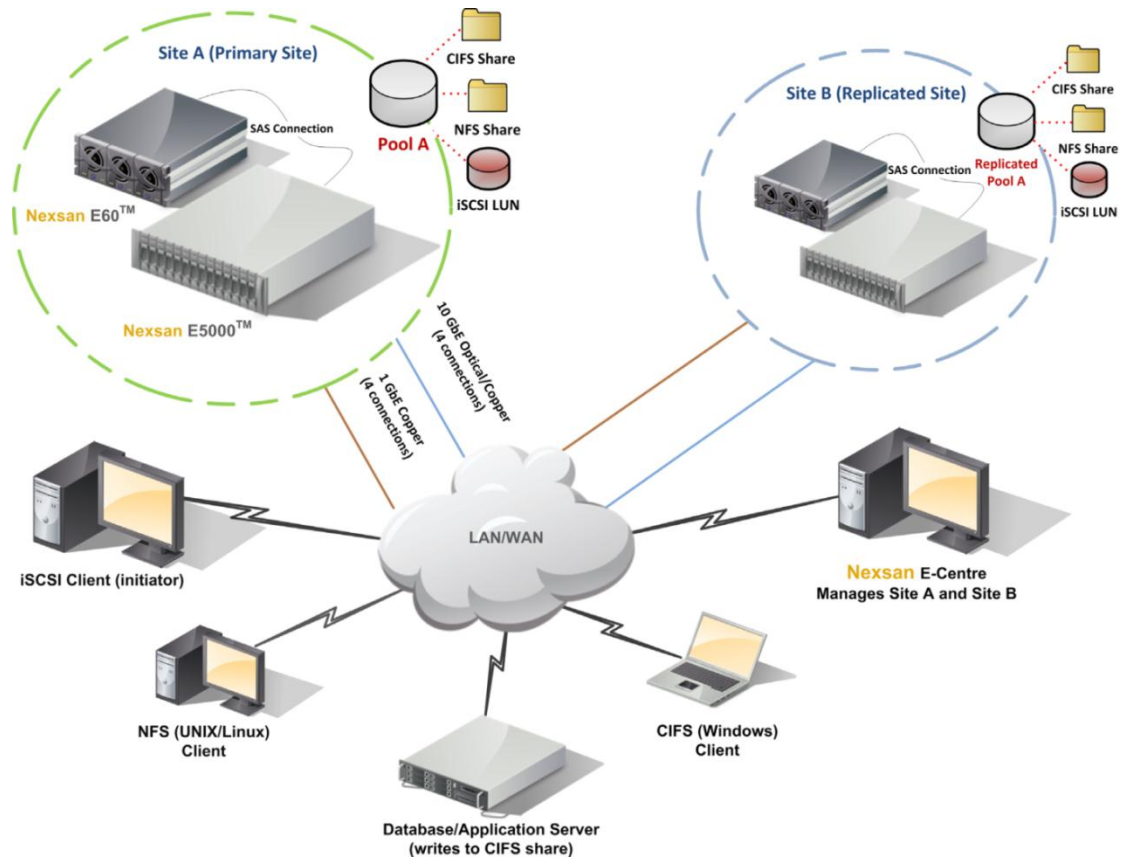 Site A (Primary Site)
CIFS Share
NFS Share
Pool A
iSCSI LUN
SAS Connection
Nexsan E60™
Nexsan E5000™
Site B (Replicated Site)
CIFS Share
NFS Share
Replicated
Pool A
iSCSI LUN
SAS Connection
10 GbE Optical/Copper
(4 connections)
1 GbE Copper
(4 connections)
LAN/WAN
iSCSI Client (initiator)
Nexsan E-Centre
Manages Site A and Site B
NFS (UNIX/Linux)
Client
CIFS (Windows)
Client
Database/Application Server
(writes to CIFS share)